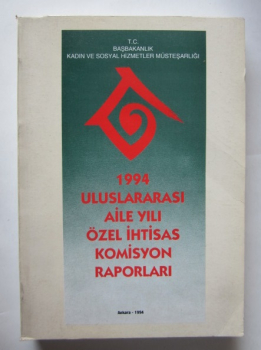 T.C.
BAŞBAKANLIK
KADIN VE SOSYAL HİZMETLER MÜSTEŞARLIĞI
1994
ULUSLARARASI
AİLE YILI
ÖZEL İHTİSAS
KOMİSYON
RAPORLARI
Ankara - 1994